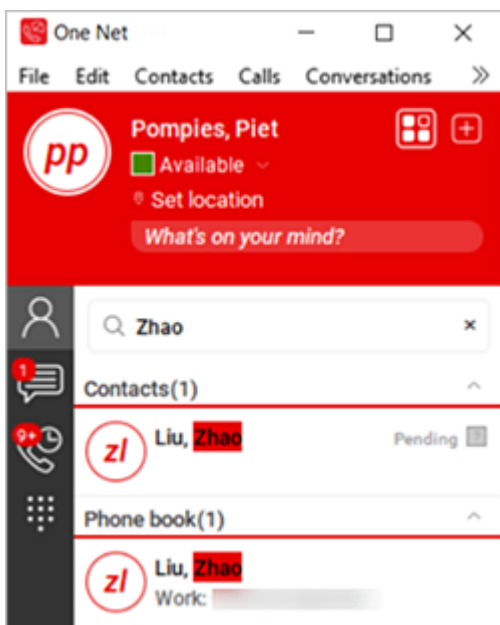 One Net
File Edit Contacts Calls Conversations »
pp
Pompies, Piet
Available
Set location
What's on your mind?
Zhao
1
Contacts(1)
9+
zl
Liu, Zhao
Pending
Phone book(1)
zl
Liu, Zhao
Work: